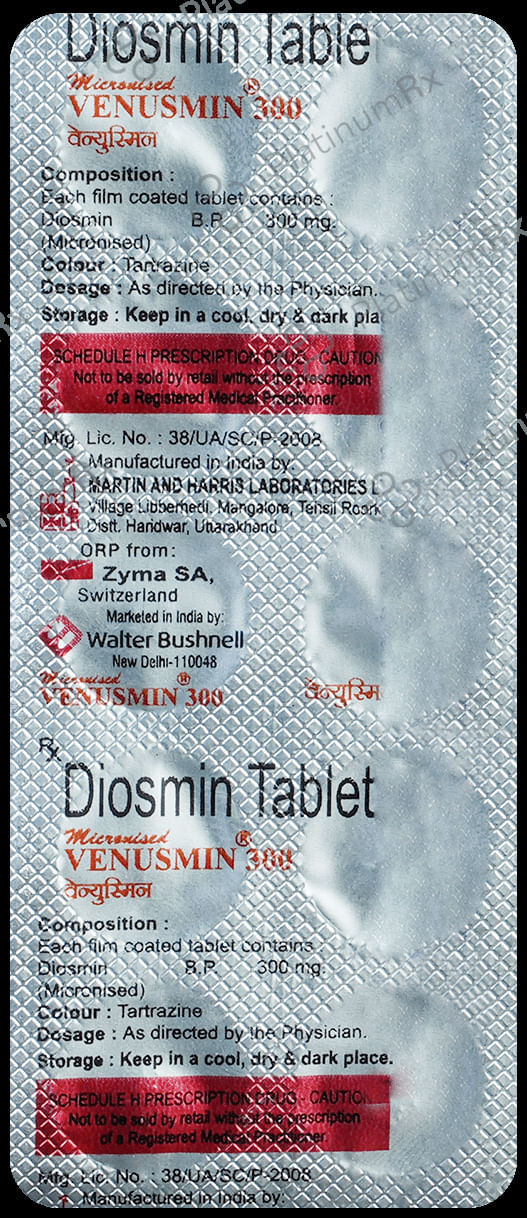 Diosmin Table
Micronised
VENUSMIN® 300
वेन्युस्मिन
Composition :
Each film coated tablet contains :
Diosmin B.P. 300 mg.
(Micronised)
Colour : Tartrazine
Dosage : As directed by the Physician.
Storage : Keep in a cool, dry & dark pla
SCHEDULE H PRESCRIPTION DRUG - CAUTION
Not to be sold by retail without the prescription
of a Registered Medical Practitioner.
Mfg. Lic. No. : 38/UA/SC/P-2008
Manufactured in India by:
MARTIN AND HARRIS LABORATORIES L
Village Libberhedi, Mangalore, Tehsil Roork
Distt. Haridwar, Uttarakhand
ORP from:
Zyma SA,
Switzerland
Marketed in India by:
Walter Bushnell
New Delhi-110048
Micronised
VENUSMIN® 300 वेन्युस्मि
Rx
Diosmin Tablet
Micronised
VENUSMIN® 300
वेन्युस्मिन
Composition :
Each film coated tablet contains :
Diosmin B.P. 300 mg.
(Micronised)
Colour : Tartrazine
Dosage : As directed by the Physician.
Storage : Keep in a cool, dry & dark place.
SCHEDULE H PRESCRIPTION DRUG - CAUTIO
Not to be sold by retail without the prescription
of a Registered Medical Practitioner.
Mfg. Lic. No. : 38/UA/SC/P-2008
Manufactured in India by:
PlatinumRx